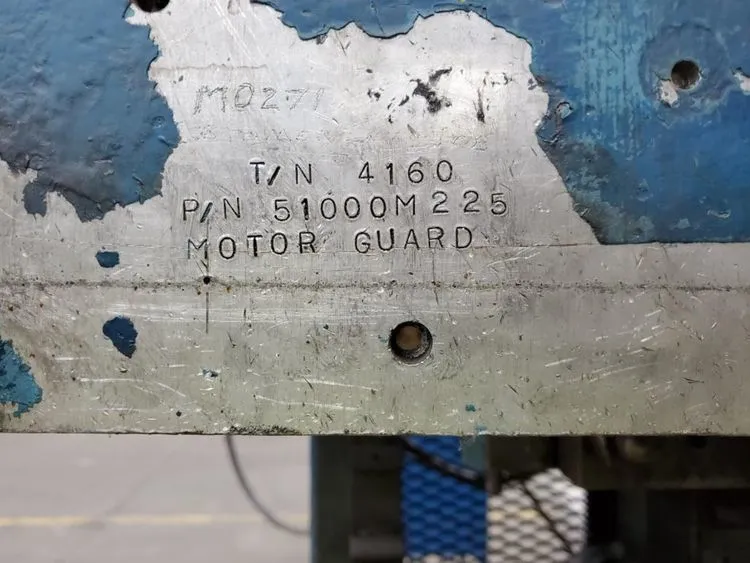 M0271
T/N 4160
P/N 51000M225
MOTOR GUARD